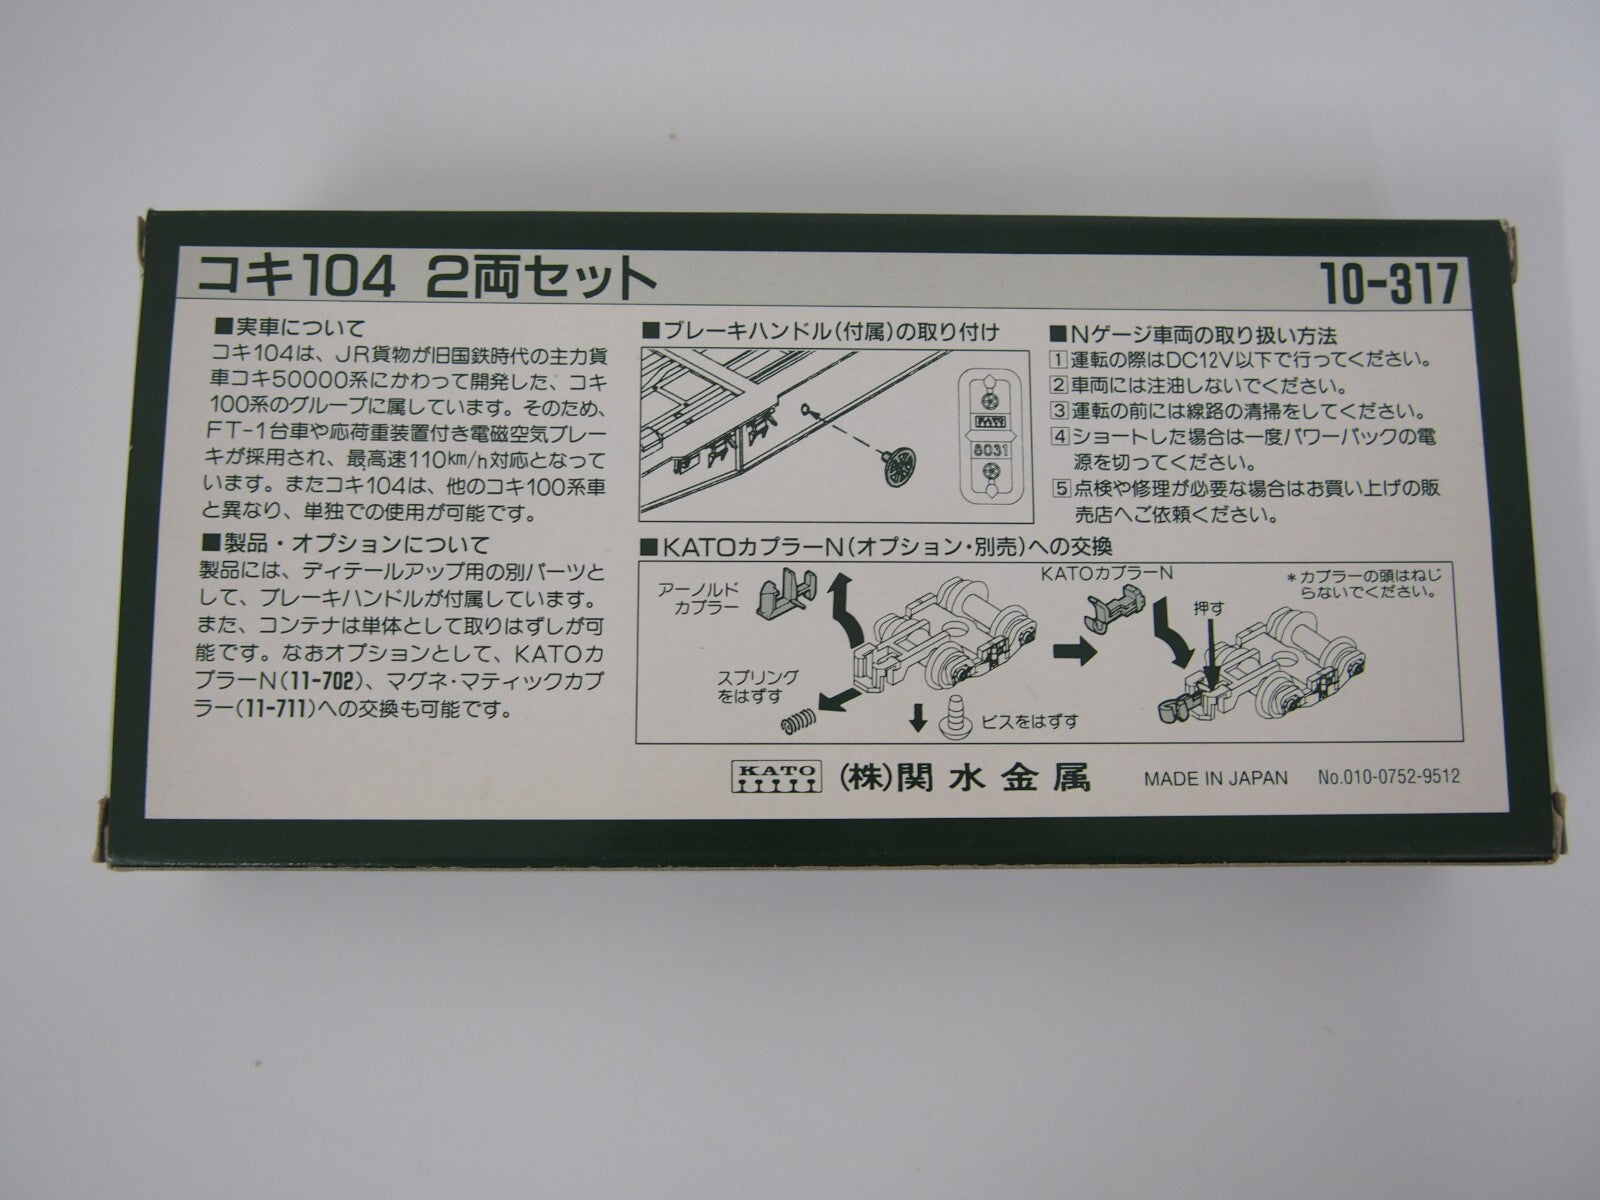 コキ104 2両セット
10-317
■実車について
コキ104は、JR貨物が旧国鉄時代の主力貨
車コキ50000系にかわって開発した、コキ
100系のグループに属しています。そのため、
FT-1台車や応荷重装置付き電磁空気ブレー
キが採用され、最高速110km/h対応となって
います。またコキ104は、他のコキ100系車
と異なり、単独での使用が可能です。
■製品・オプションについて
製品には、ディテールアップ用の別パーツと
して、ブレーキハンドルが付属しています。
また、コンテナは単体として取りはずしが可
能です。なおオプションとして、KATOカ
プラーN(11-702)、マグネ・マティックカプ
ラー(11-711)への交換も可能です。
■ブレーキハンドル(付属)の取り付け
KATO
8031
■Nゲージ車両の取り扱い方法
1 運転の際はDC12V以下で行ってください。
2 車両には注油しないでください。
3 運転の前には線路の清掃をしてください。
4 ショートした場合は一度パワーパックの電
源を切ってください。
5 点検や修理が必要な場合はお買い上げの販
売店へご依頼ください。
■KATOカプラーN(オプション・別売)への交換
アーノルド
カプラー
スプリング
をはずす
ビスをはずす
KATOカプラーN
押す
*カプラーの頭はねじ
らないでください。
KATO
(株)関水金属
MADE IN JAPAN
No.010-0752-9512